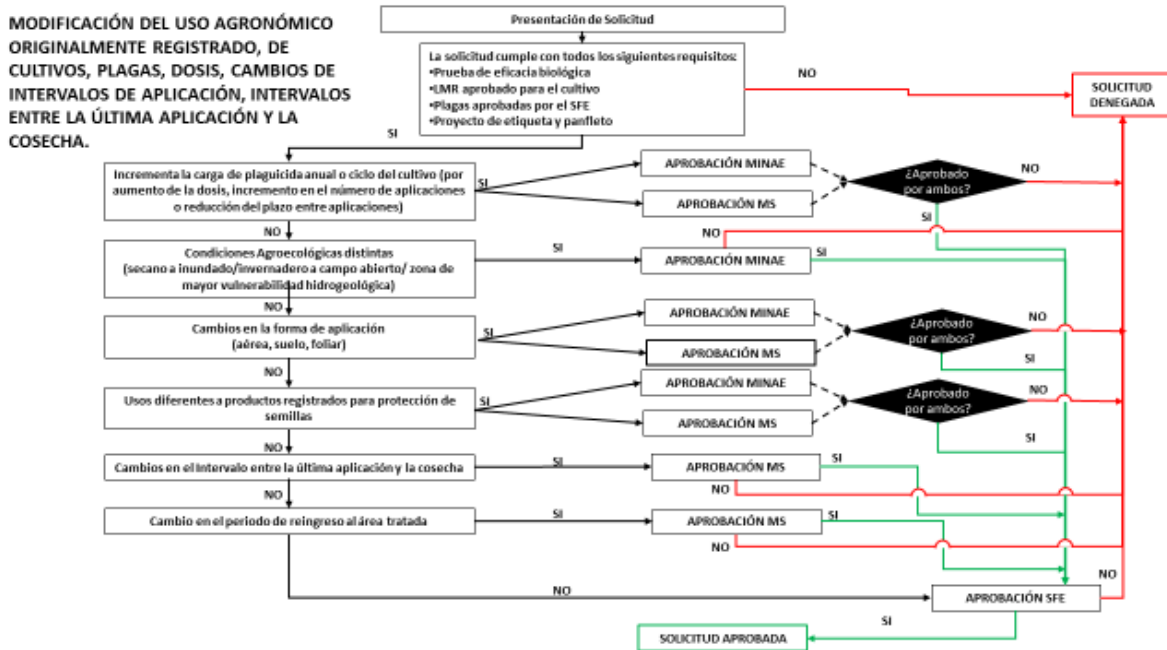 MODIFICACIÓN DEL USO AGRONÓMICO
ORIGINALMENTE REGISTRADO, DE
CULTIVOS, PLAGAS, DOSIS, CAMBIOS DE
INTERVALOS DE APLICACIÓN, INTERVALOS
ENTRE LA ÚLTIMA APLICACIÓN Y LA
COSECHA.
Presentación de Solicitud
La solicitud cumple con todos los siguientes requisitos:
•Prueba de eficacia biológica
•LMR aprobado para el cultivo
•Plagas aprobadas por el SFE
•Proyecto de etiqueta y panfleto
NO
SOLICITUD
DENEGADA
SI
Incrementa la carga de plaguicida anual o ciclo del cultivo (por
aumento de la dosis, incremento en el número de aplicaciones
o reducción del plazo entre aplicaciones)
SI
APROBACIÓN MINAE
APROBACIÓN MS
¿Aprobado
por ambos?
NO
SI
NO
Condiciones Agroecológicas distintas
(secano a inundado/invernadero a campo abierto/ zona de
mayor vulnerabilidad hidrogeológica)
SI
NO
APROBACIÓN MINAE
SI
NO
Cambios en la forma de aplicación
(aérea, suelo, foliar)
SI
APROBACIÓN MINAE
APROBACIÓN MS
¿Aprobado
por ambos?
NO
SI
NO
Usos diferentes a productos registrados para protección de
semillas
SI
APROBACIÓN MINAE
APROBACIÓN MS
¿Aprobado
por ambos?
NO
SI
NO
Cambios en el Intervalo entre la última aplicación y la cosecha
SI
APROBACIÓN MS
SI
NO
NO
Cambio en el periodo de reingreso al área tratada
SI
APROBACIÓN MS
SI
NO
NO
APROBACIÓN SFE
NO
SI
SOLICITUD APROBADA